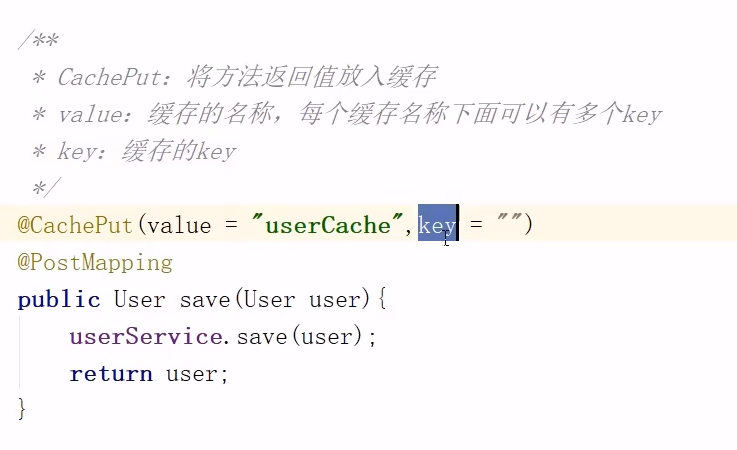 /**
 * CachePut：将方法返回值放入缓存
 * value：缓存的名称，每个缓存名称下面可以有多个key
 * key：缓存的key
 */
@CachePut(value = "userCache",key = "")
@PostMapping
public User save(User user){
    userService.save(user);
    return user;
}